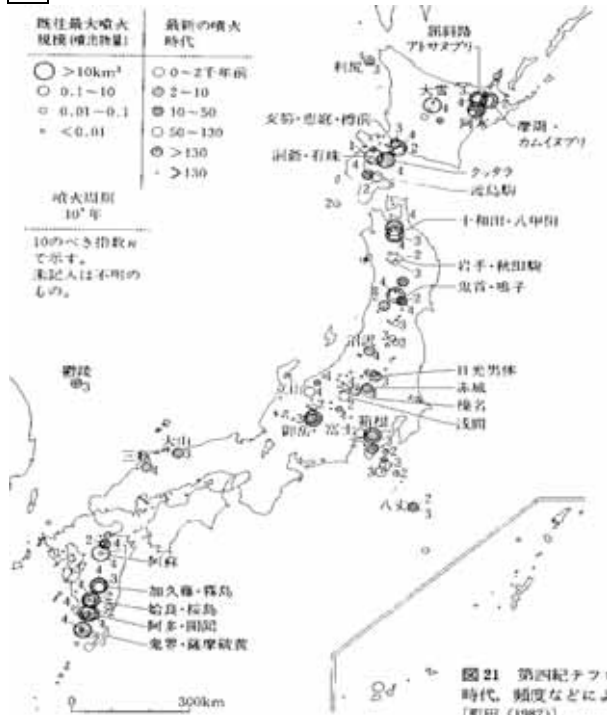 既往最大噴火
規模(噴出物量)
>10km³
0.1~10
0.01~0.1
<0.01
最新の噴火
時代
0~2千年前
2~10
10~50
50~130
>130
>130
噴火周期
10ⁿ年
10のべき指数n
で示す。
未記入は不明の
もの。
利尻
屈斜路
アトサヌプリ
大雪
阿寒
摩周・
カムイヌプリ
支笏・恵庭・樽前
洞爺・有珠
クッタラ
渡島駒
十和田・八甲田
岩手・秋田駒
鬼首・鳴子
沼沢
日光男体
赤城
榛名
浅間
立山
御岳・富士
箱根
鬱陵
大山
三瓶
八丈
阿蘇
加久藤・霧島
姶良・桜島
阿多・開聞
鬼界・薩摩硫黄
0 300km
図21 第四紀テフ
時代，頻度などによ
[町田 (1987)]